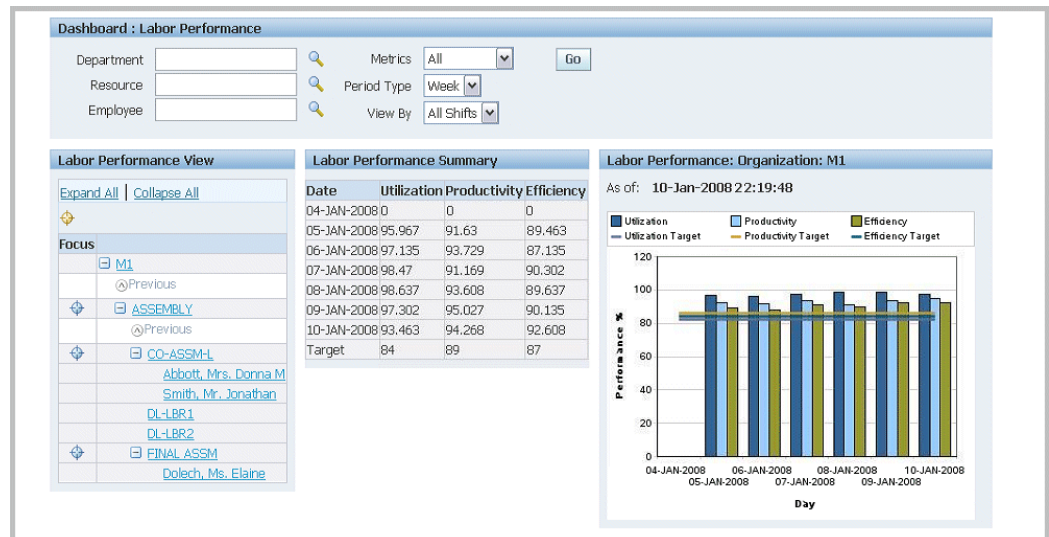 Dashboard : Labor Performance
Department
Metrics All Go
Resource
Period Type Week
Employee
View By All Shifts
Labor Performance View
Expand All | Collapse All
Focus
M1
Previous
ASSEMBLY
Previous
CO-ASSM-L
Abbott, Mrs. Donna M
Smith, Mr. Jonathan
DL-LBR1
DL-LBR2
FINAL ASSM
Dolech, Ms. Elaine
Labor Performance Summary
Date Utilization Productivity Efficiency
04-JAN-2008 0 0 0
05-JAN-2008 95.967 91.63 89.463
06-JAN-2008 97.135 93.729 87.135
07-JAN-2008 98.47 91.169 90.302
08-JAN-2008 98.637 93.608 89.637
09-JAN-2008 97.302 95.027 90.135
10-JAN-2008 93.463 94.268 92.608
Target 84 89 87
Labor Performance: Organization: M1
As of: 10-Jan-2008 22:19:48
Utilization Productivity Efficiency
Utilization Target Productivity Target Efficiency Target
120
100
80
60
40
20
0
Performance %
04-JAN-2008 06-JAN-2008 08-JAN-2008 10-JAN-2008
05-JAN-2008 07-JAN-2008 09-JAN-2008
Day